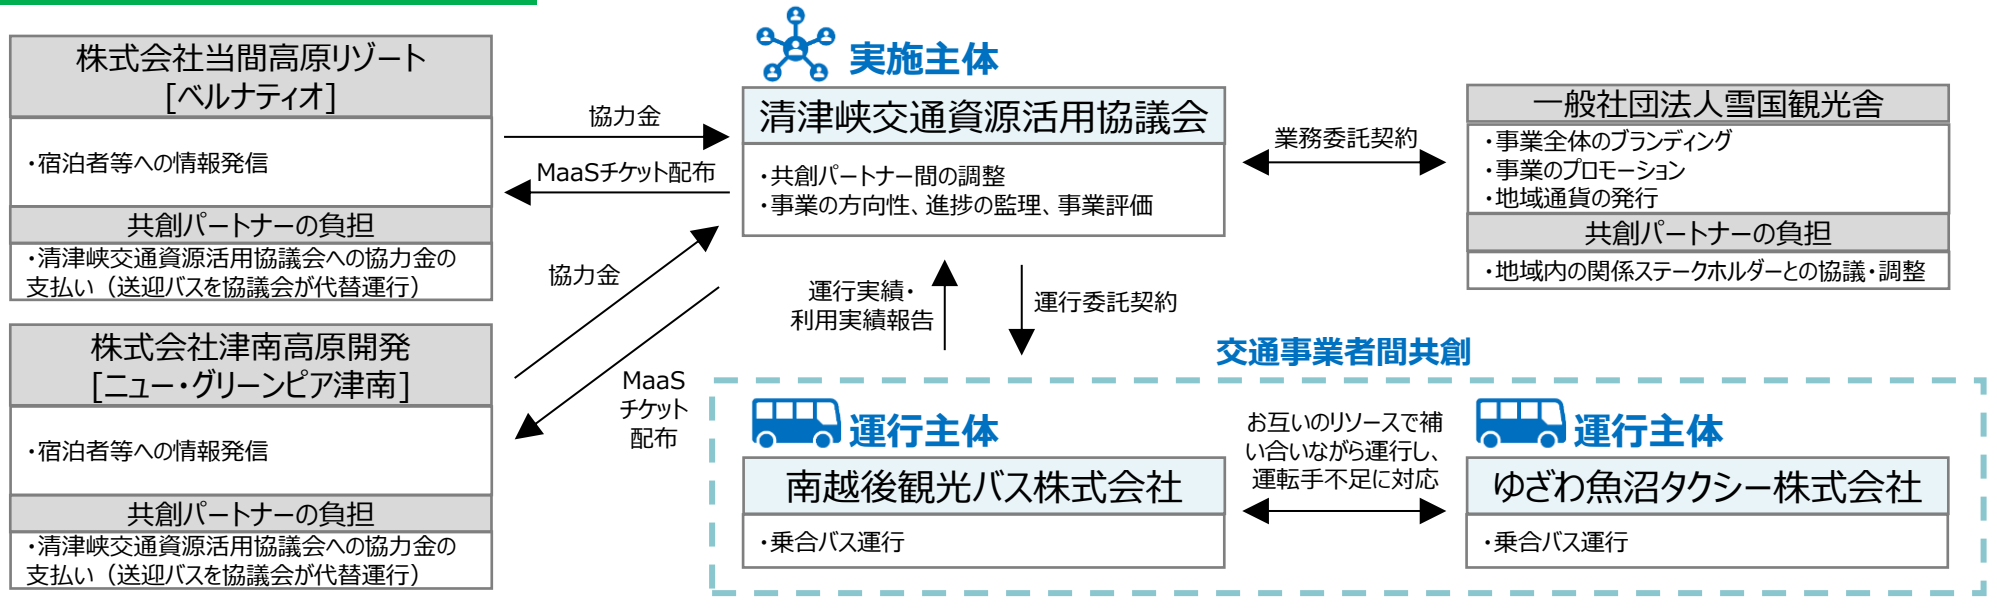 株式会社当間高原リゾート
[ベルナティオ]
・宿泊者等への情報発信
共創パートナーの負担
・清津峡交通資源活用協議会への協力金の
支払い（送迎バスを協議会が代替運行）
株式会社津南高原開発
[ニュー・グリーンピア津南]
・宿泊者等への情報発信
共創パートナーの負担
・清津峡交通資源活用協議会への協力金の
支払い（送迎バスを協議会が代替運行）
協力金
MaaSチケット配布
協力金
MaaS
チケット
配布
実施主体
清津峡交通資源活用協議会
・共創パートナー間の調整
・事業の方向性、進捗の監理、事業評価
運行実績・
利用実績報告
運行委託契約
業務委託契約
一般社団法人雪国観光舎
・事業全体のブランディング
・事業のプロモーション
・地域通貨の発行
共創パートナーの負担
・地域内の関係ステークホルダーとの協議・調整
交通事業者間共創
運行主体
南越後観光バス株式会社
・乗合バス運行
お互いのリソースで補
い合いながら運行し、
運転手不足に対応
運行主体
ゆざわ魚沼タクシー株式会社
・乗合バス運行